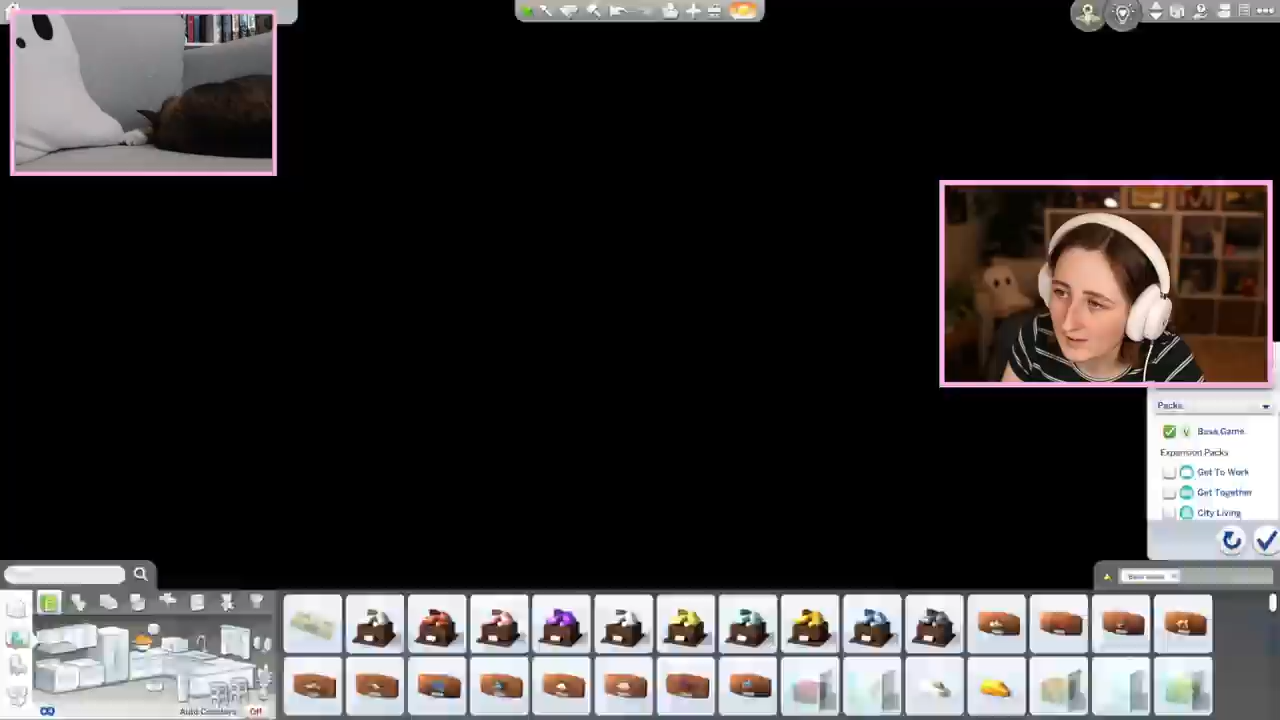 Packs
Base Game
Expansion Packs
Get To Work
Get Together
City Living
Auto Counters Off